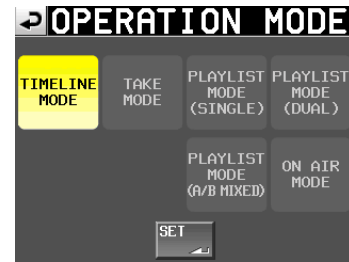 OPERATION MODE
TIMELINE
MODE
TAKE
MODE
PLAYLIST
MODE
(SINGLE)
PLAYLIST
MODE
(DUAL)
PLAYLIST
MODE
(A/B MIXED)
ON AIR
MODE
SET